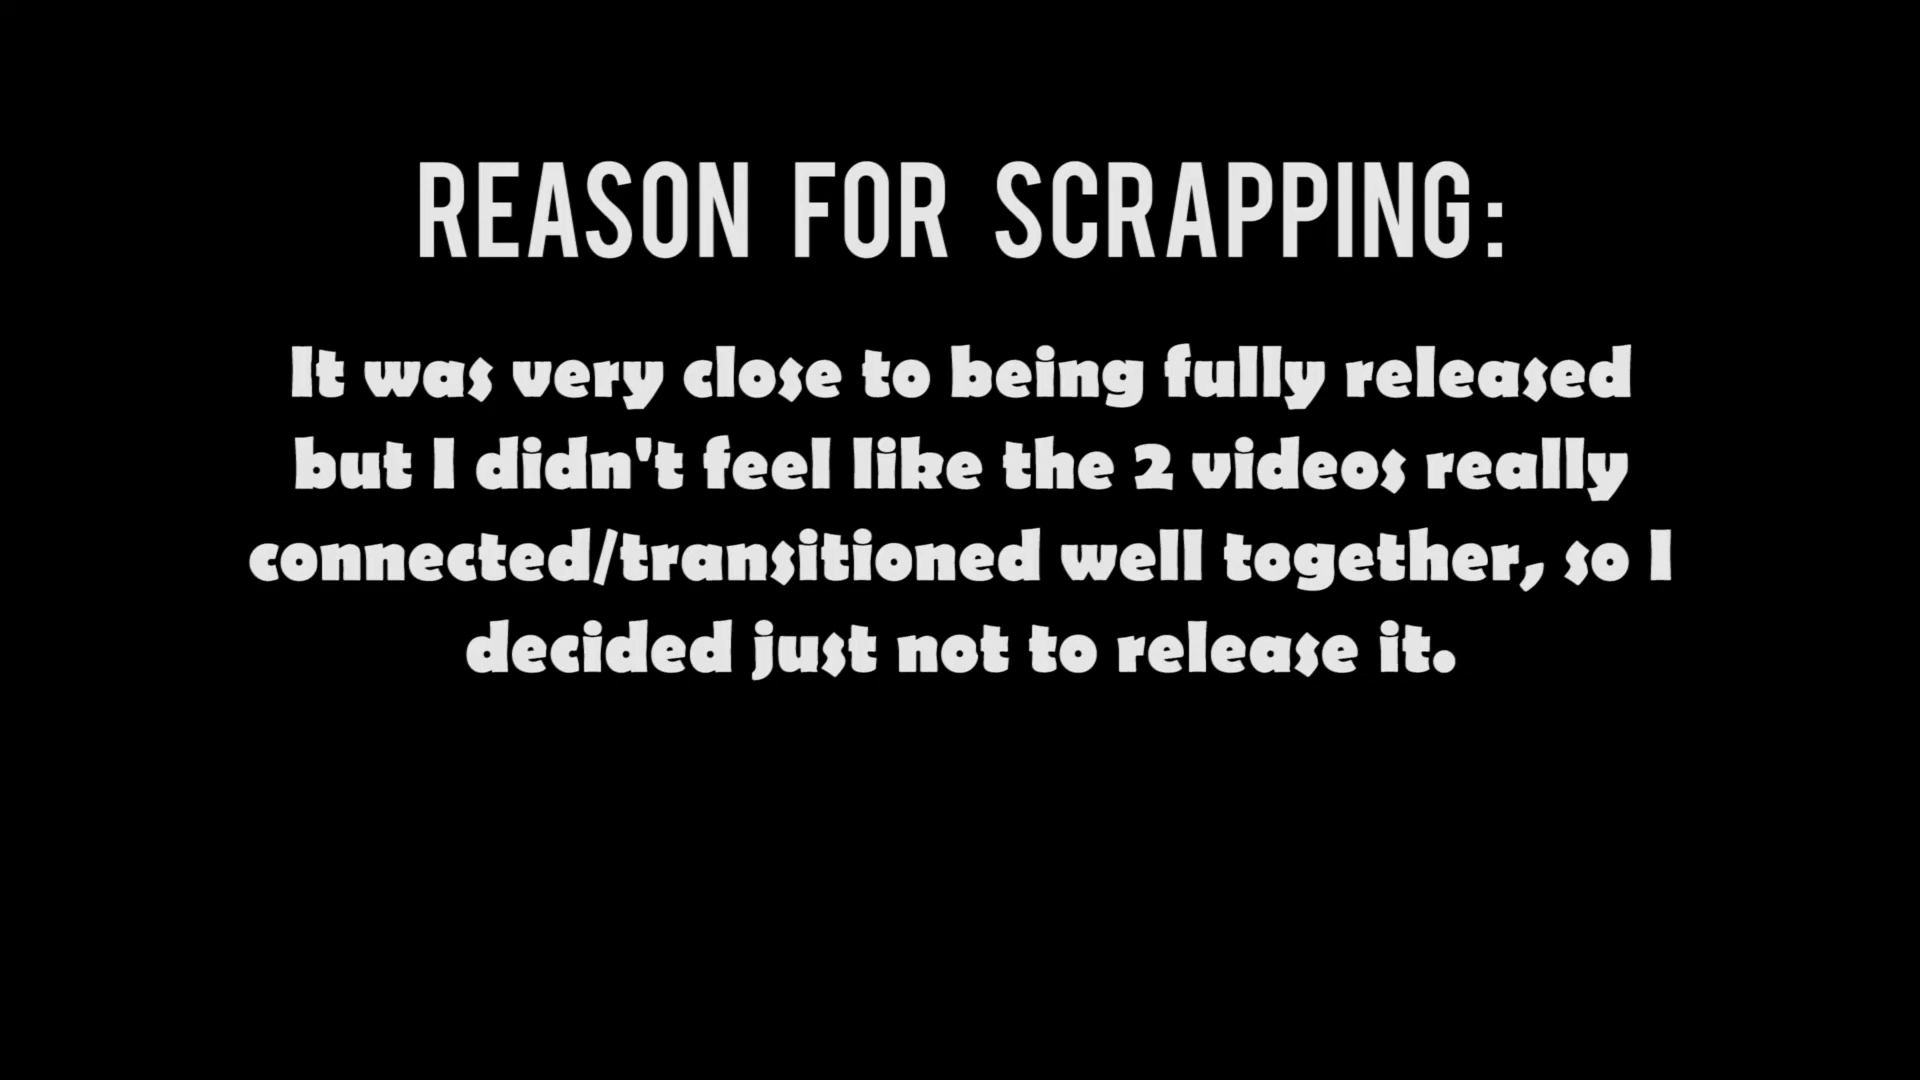 REASON FOR SCRAPPING:
It was very close to being fully released
but I didn't feel like the 2 videos really
connected/transitioned well together, so I
decided just not to release it.